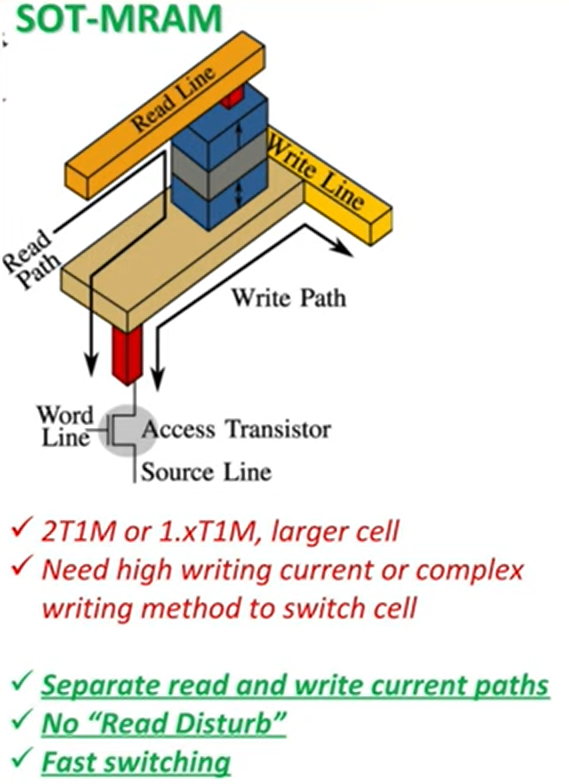 SOT-MRAM
Read Line
Write Line
Read
Path
Write Path
Word
Line
Access Transistor
Source Line
✓ 2T1M or 1.xT1M, larger cell
✓ Need high writing current or complex
writing method to switch cell
✓ Separate read and write current paths
✓ No “Read Disturb”
✓ Fast switching